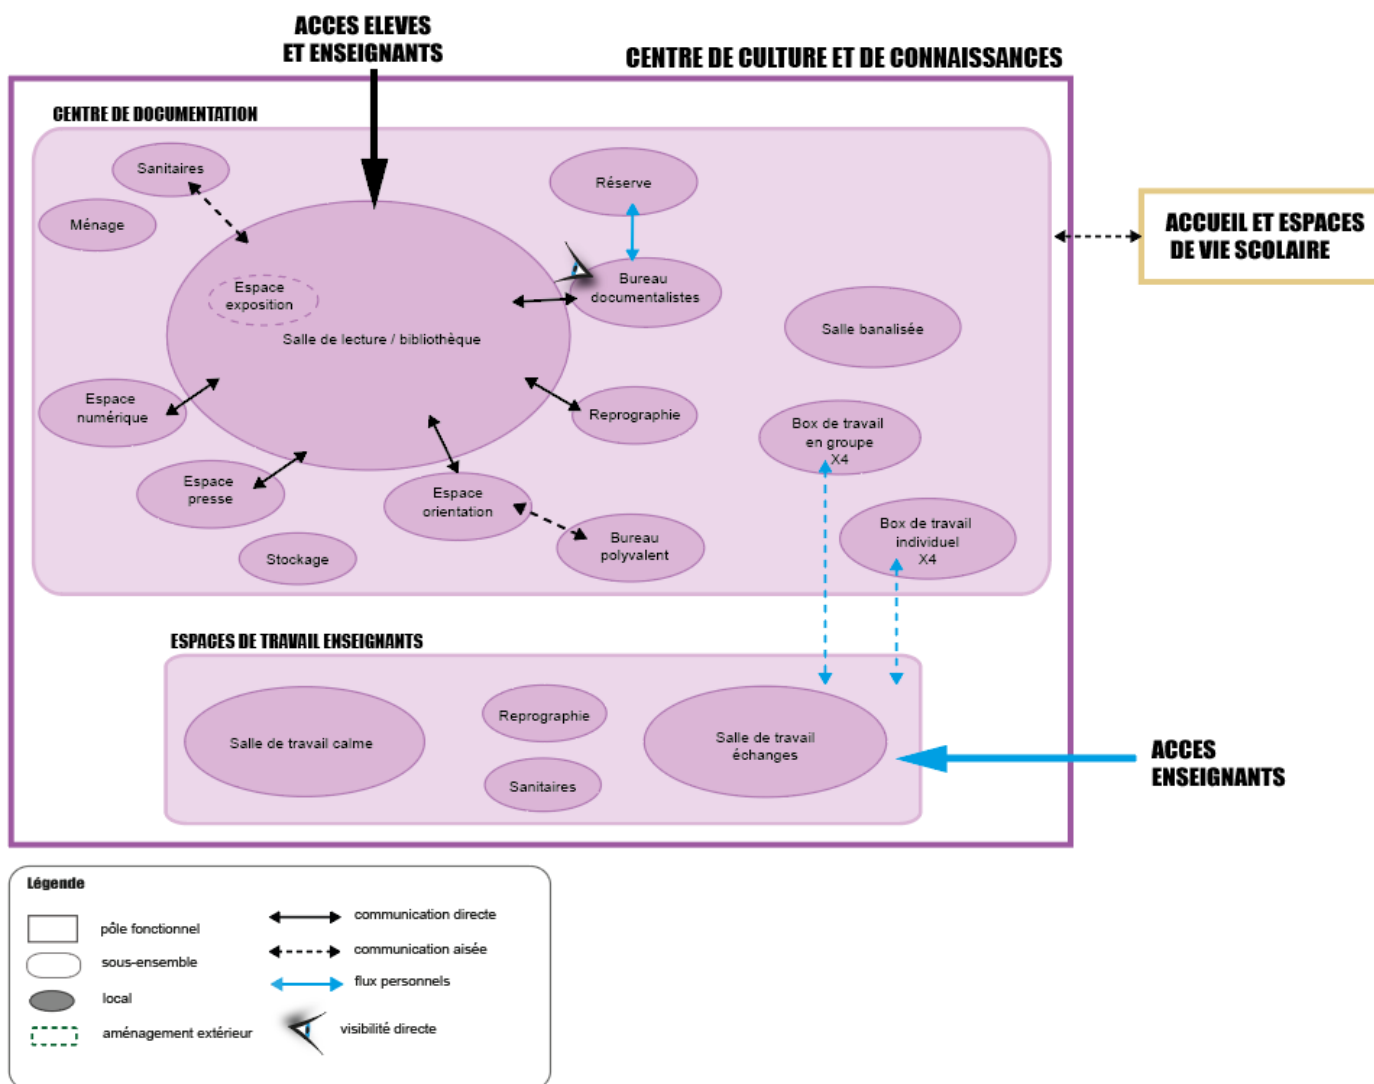 ACCES ELEVES
ET ENSEIGNANTS
CENTRE DE CULTURE ET DE CONNAISSANCES
CENTRE DE DOCUMENTATION
Sanitaires
Ménage
Réserve
Bureau
documentalistes
Espace
exposition
Salle de lecture / bibliothèque
Salle banalisée
ACCUEIL ET ESPACES
DE VIE SCOLAIRE
Espace
numérique
Reprographie
Box de travail
en groupe
X4
Espace
presse
Espace
orientation
Bureau
polyvalent
Box de travail
individuel
X4
Stockage
ESPACES DE TRAVAIL ENSEIGNANTS
Salle de travail calme
Reprographie
Sanitaires
Salle de travail
échanges
ACCES
ENSEIGNANTS
Légende
pôle fonctionnel
sous-ensemble
local
aménagement extérieur
communication directe
communication aisée
flux personnels
visibilité directe